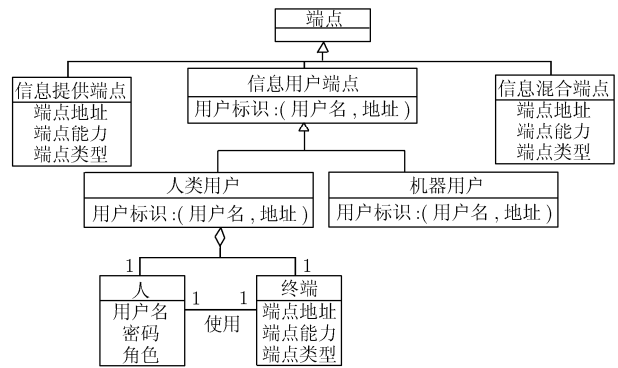 端点
信息提供端点
端点地址
端点能力
端点类型
信息用户端点
用户标识:(用户名,地址)
信息混合端点
端点地址
端点能力
端点类型
人类用户
用户标识:(用户名,地址)
机器用户
用户标识:(用户名,地址)
1
1
人
用户名
密码
角色
1
1
使用
终端
端点地址
端点能力
端点类型